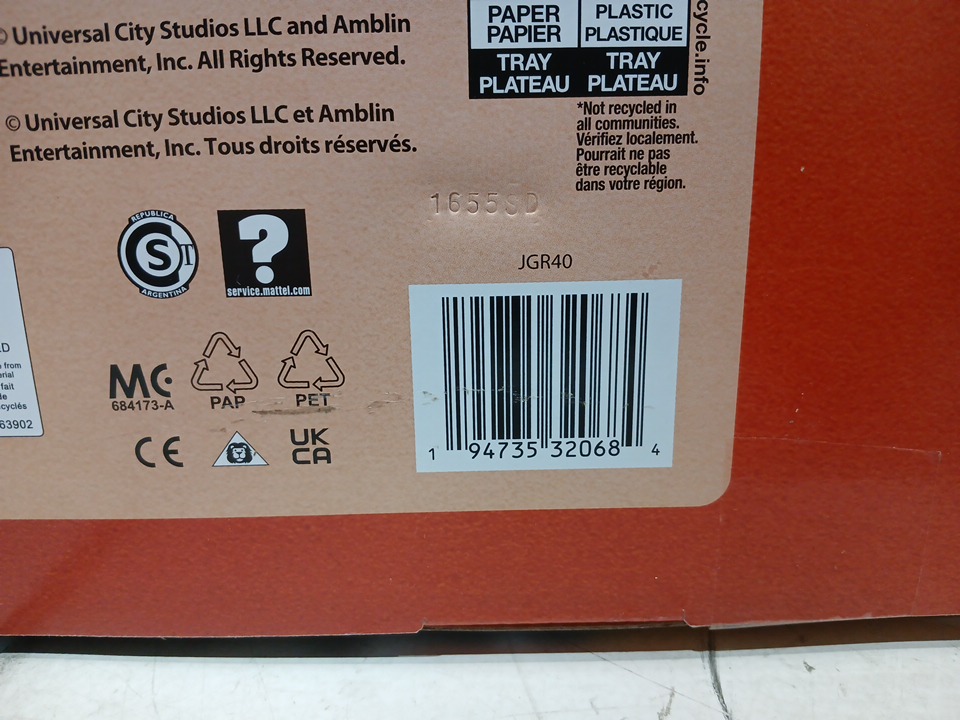 © Universal City Studios LLC and Amblin
Entertainment, Inc. All Rights Reserved.
© Universal City Studios LLC et Amblin
Entertainment, Inc. Tous droits réservés.
PAPER
PAPIER
PLASTIC
PLASTIQUE
TRAY
PLATEAU
TRAY
PLATEAU
cycle.info
*Not recycled in
all communities.
Vérifiez localement.
Pourrait ne pas
être recyclable
dans votre région.
REPUBLICA
ARGENTINA
?
service.mattel.com
JGR40
684173-A
PAP
PET
CE
UK
CA
1 94735 32068 4
from
fait
63902